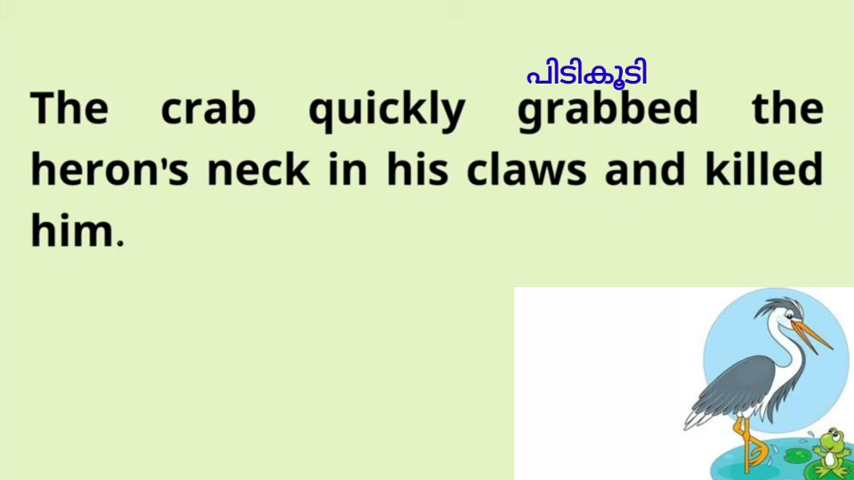 പിടികൂടി
The crab quickly grabbed the
heron's neck in his claws and killed
him.